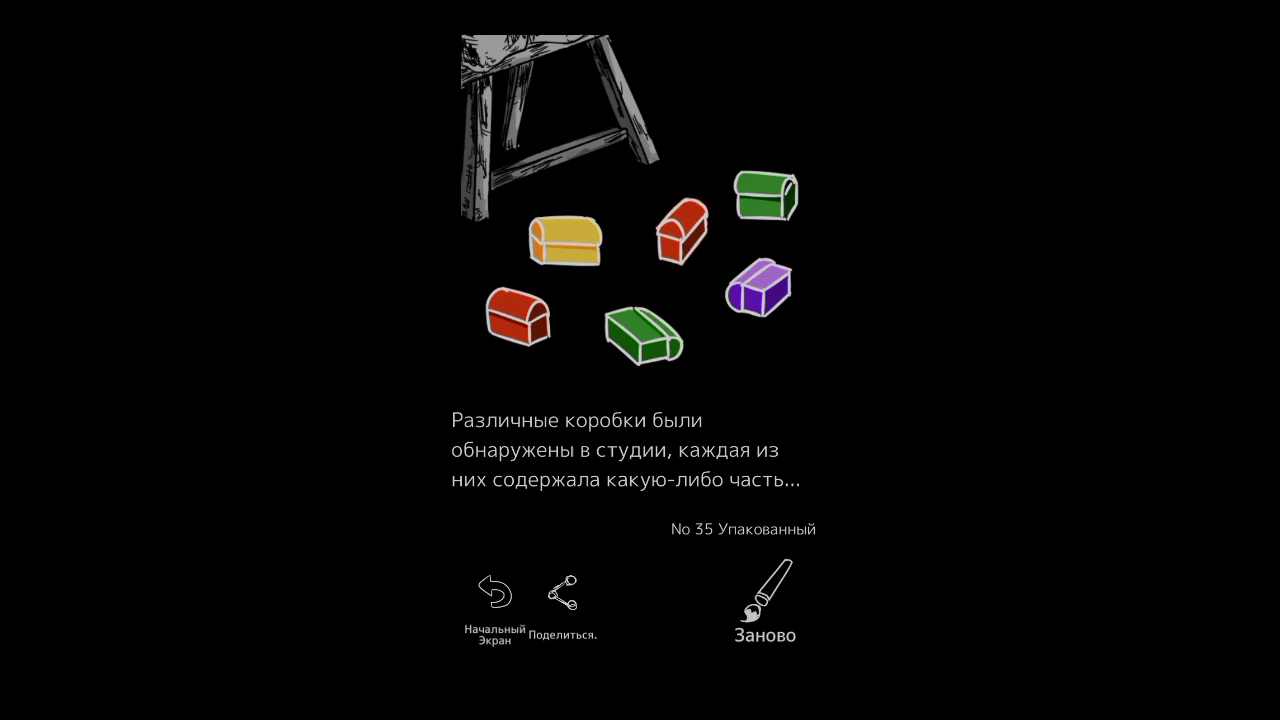 Различные коробки были
обнаружены в студии, каждая из
них содержала какую-либо часть...
No 35 Упакованный
Начальный
Экран
Поделиться.
Заново